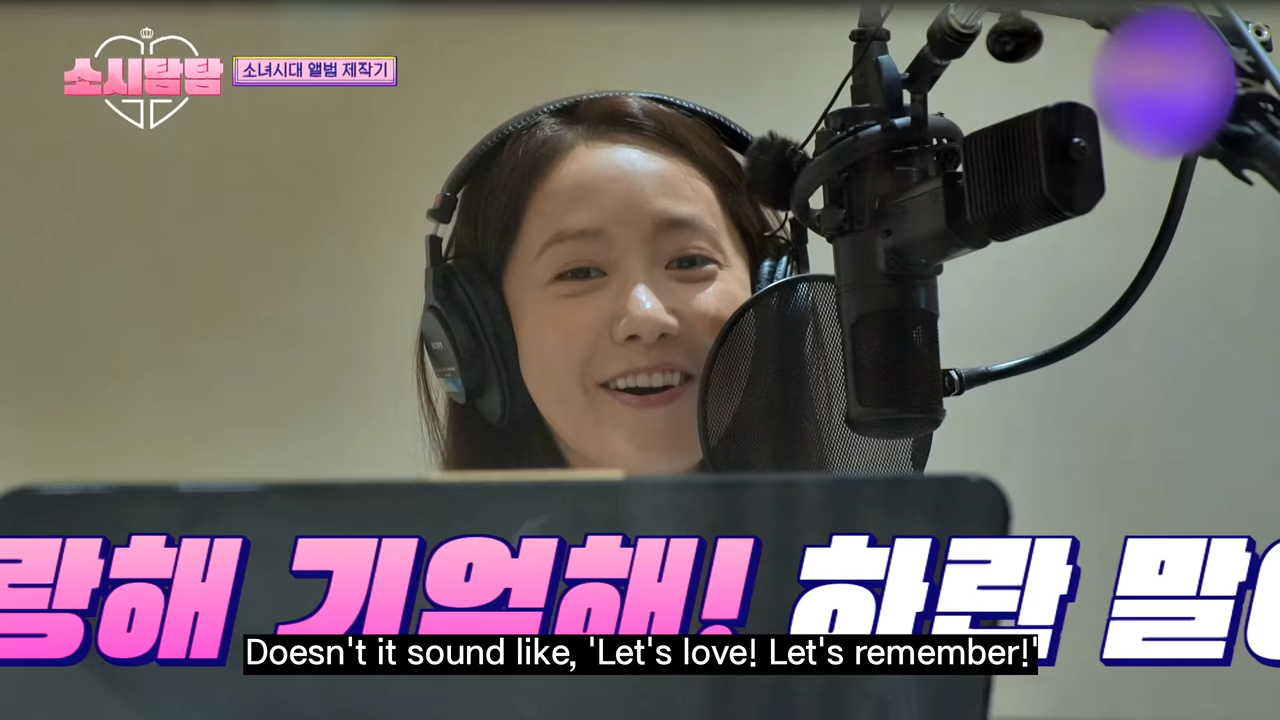 소시탐탐
소녀시대 앨범 제작기
SONY
랑해 기억해! 하란 말
Doesn't it sound like, 'Let's love! Let's remember!'